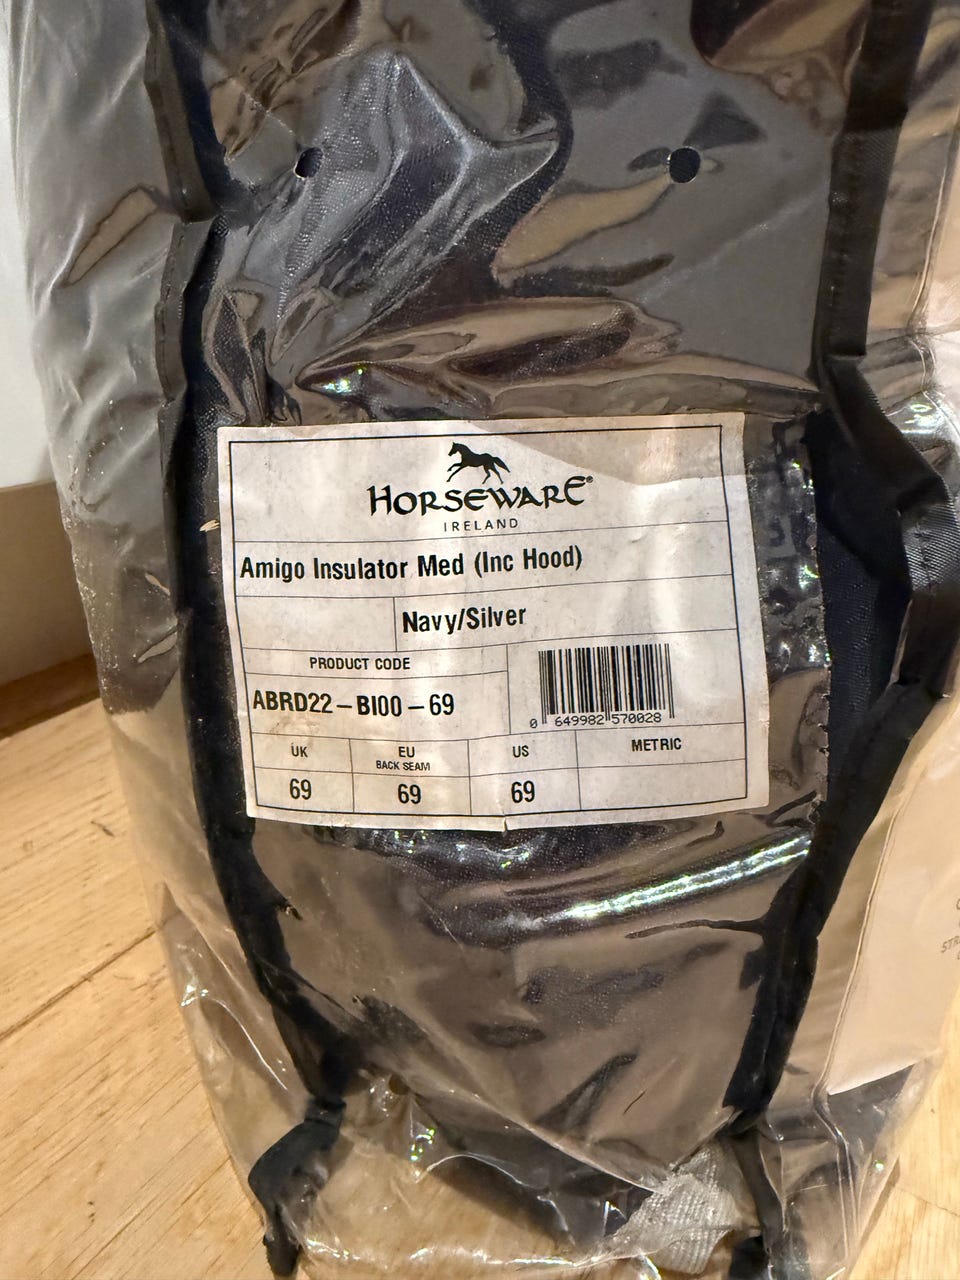 HORSEWARE®
IRELAND
Amigo Insulator Med (Inc Hood)
Navy/Silver
PRODUCT CODE
ABRD22-BI00-69
0 649982 570028
UK EU BACK SEAM US METRIC
69 69 69